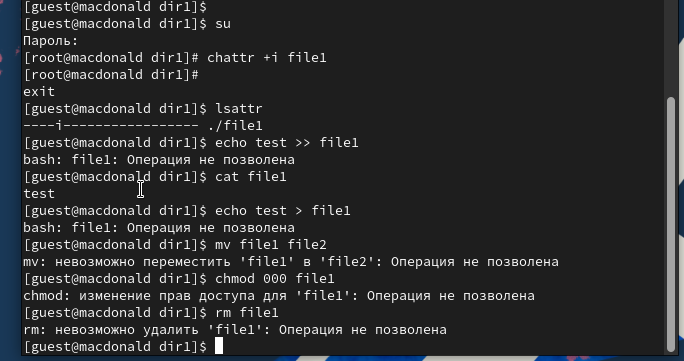 [guest@macdonald dir1]$
[guest@macdonald dir1]$ su
Пароль:
[root@macdonald dir1]# chattr +i file1
[root@macdonald dir1]#
exit
[guest@macdonald dir1]$ lsattr
----i----------------- ./file1
[guest@macdonald dir1]$ echo test >> file1
bash: file1: Операция не позволена
[guest@macdonald dir1]$ cat file1
test
[guest@macdonald dir1]$ echo test > file1
bash: file1: Операция не позволена
[guest@macdonald dir1]$ mv file1 file2
mv: невозможно переместить 'file1' в 'file2': Операция не позволена
[guest@macdonald dir1]$ chmod 000 file1
chmod: изменение прав доступа для 'file1': Операция не позволена
[guest@macdonald dir1]$ rm file1
rm: невозможно удалить 'file1': Операция не позволена
[guest@macdonald dir1]$